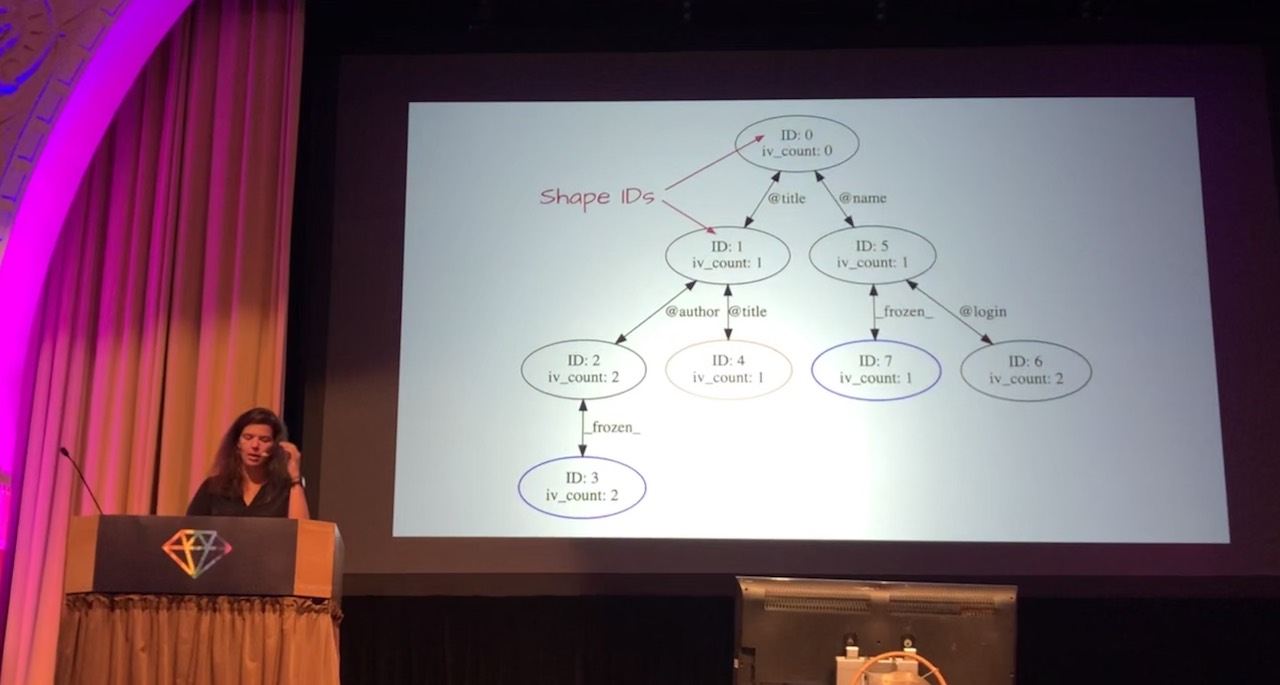 ID: 0
iv_count: 0
Shape IDs
@title
@name
ID: 1
iv_count: 1
ID: 5
iv_count: 1
@author
@title
_frozen_
@login
ID: 2
iv_count: 2
ID: 4
iv_count: 1
ID: 7
iv_count: 1
ID: 6
iv_count: 2
_frozen_
ID: 3
iv_count: 2